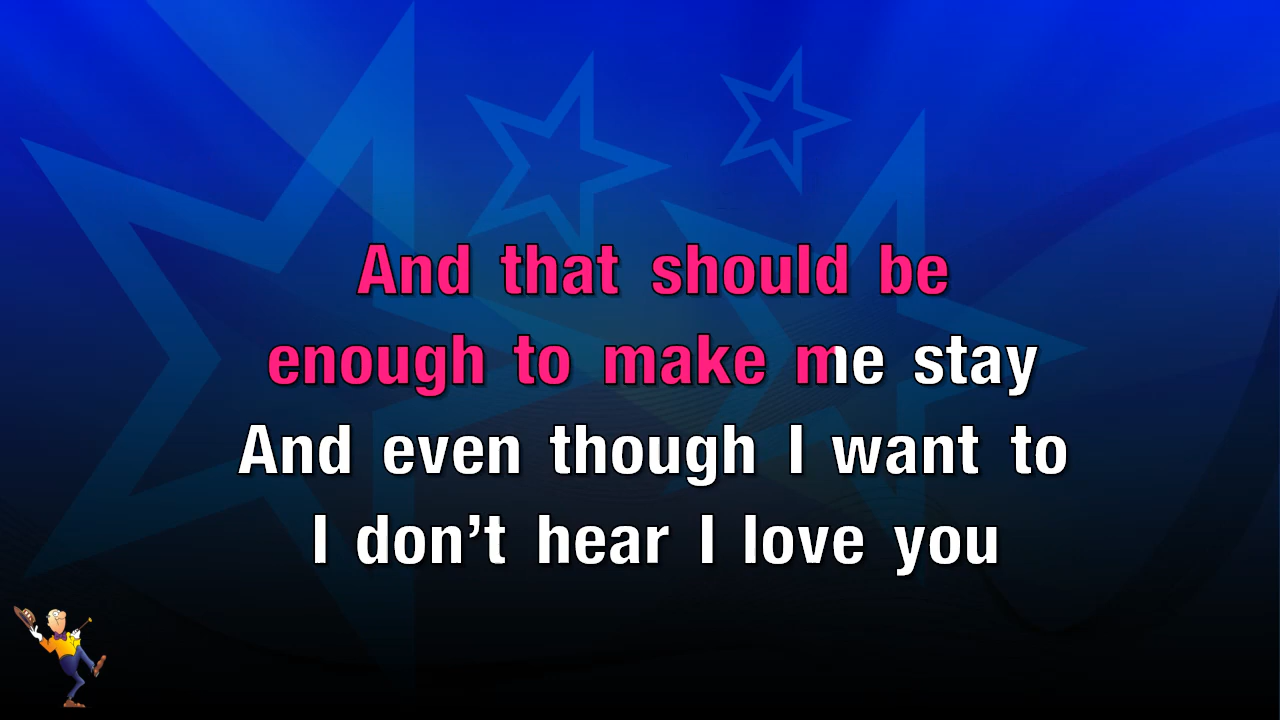 And that should be
enough to make me stay
And even though I want to
I don’t hear I love you